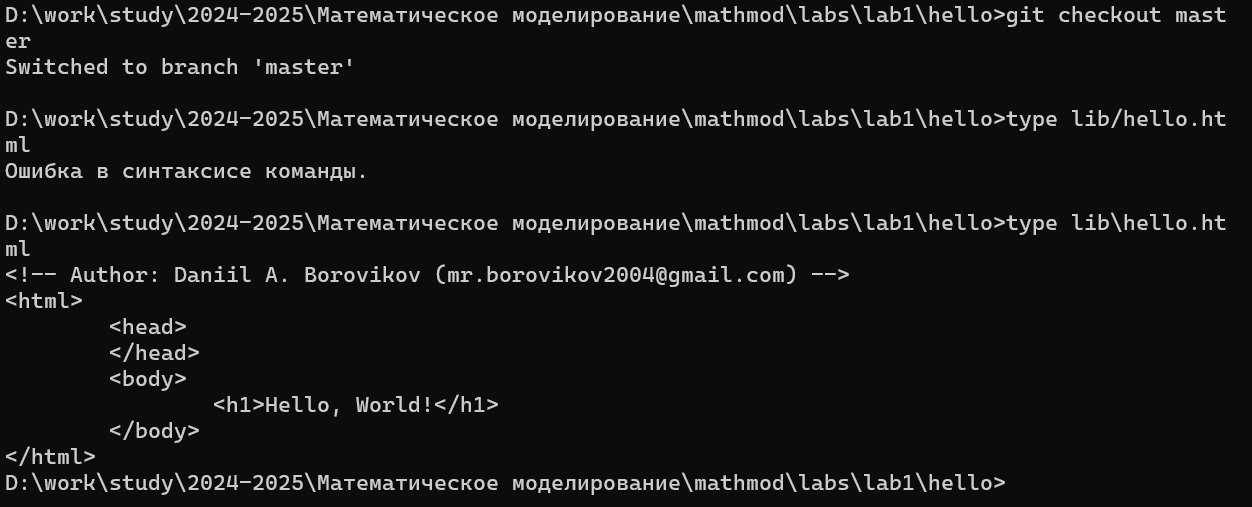 D:\work\study\2024-2025\Математическое моделирование\mathmod\labs\lab1\hello>git checkout mast
er
Switched to branch 'master'

D:\work\study\2024-2025\Математическое моделирование\mathmod\labs\lab1\hello>type lib/hello.ht
ml
Ошибка в синтаксисе команды.

D:\work\study\2024-2025\Математическое моделирование\mathmod\labs\lab1\hello>type lib\hello.ht
ml
<!-- Author: Daniil A. Borovikov (mr.borovikov2004@gmail.com) -->
<html>
        <head>
        </head>
        <body>
                <h1>Hello, World!</h1>
        </body>
</html>
D:\work\study\2024-2025\Математическое моделирование\mathmod\labs\lab1\hello>